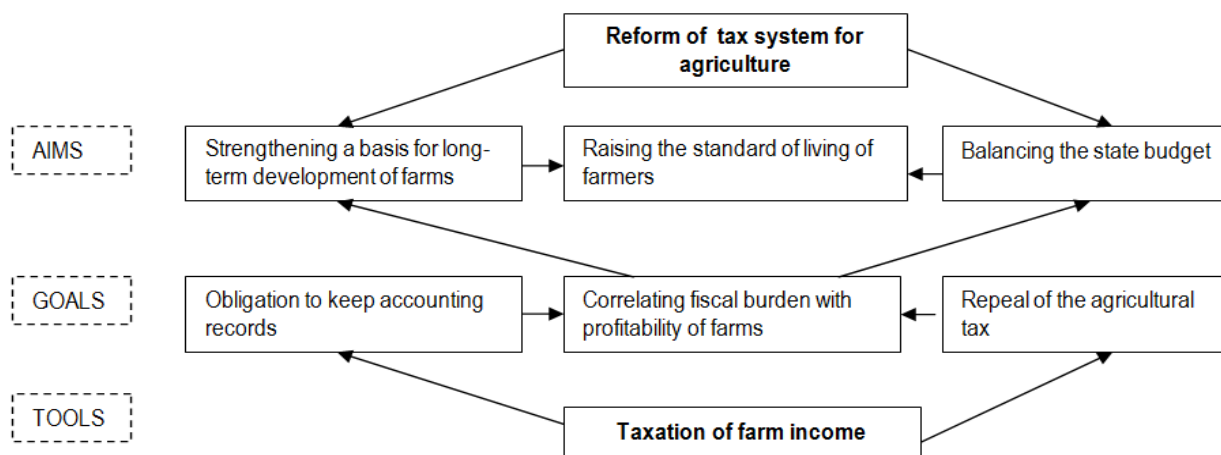 Reform of tax system for
agriculture
AIMS
Strengthening a basis for long-
term development of farms
Raising the standard of living of
farmers
Balancing the state budget
GOALS
Obligation to keep accounting
records
Correlating fiscal burden with
profitability of farms
Repeal of the agricultural
tax
TOOLS
Taxation of farm income